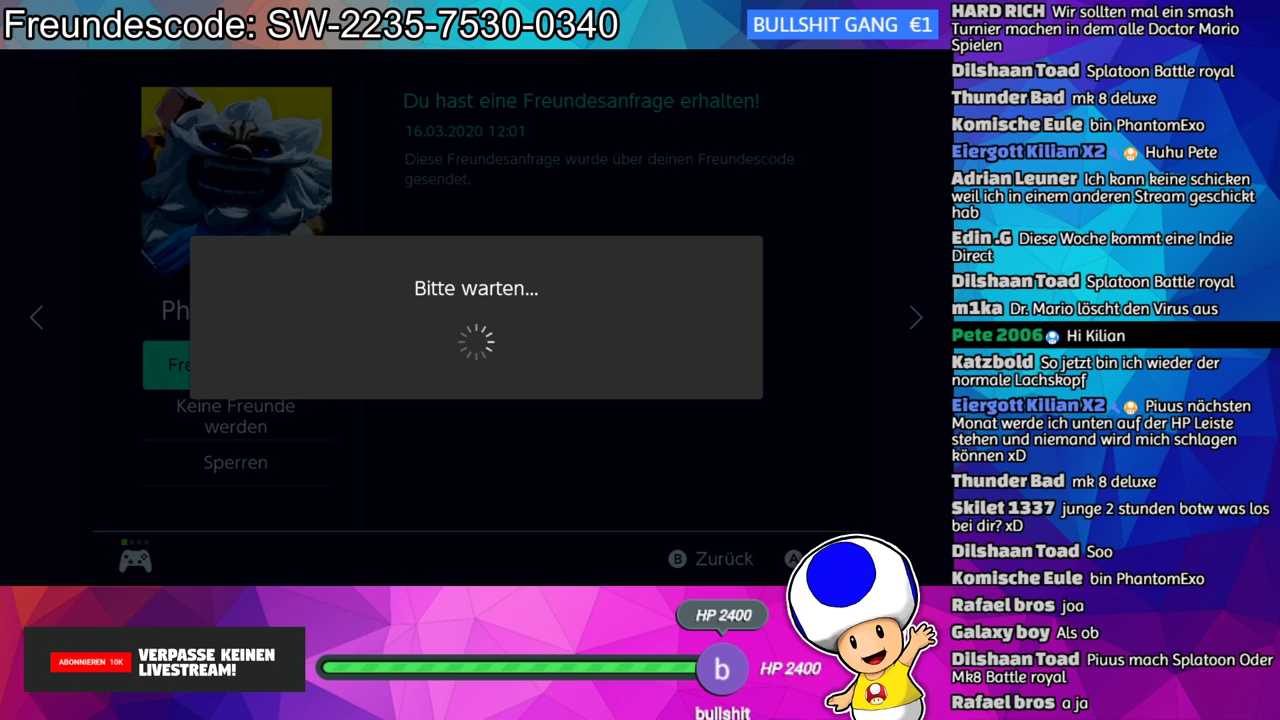 Freundescode: SW-2235-7530-0340
BULLSHIT GANG €1
Du hast eine Freundesanfrage erhalten!
16.03.2020 12:01
Diese Freundesanfrage wurde über deinen Freundescode
gesendet.
Bitte warten...
Ph
Fre
Keine Freunde
werden
Sperren
B Zurück
A
ABONNIEREN 10K
VERPASSE KEINEN
LIVESTREAM!
HP 2400
b
HP 2400
bullshit
HARD RICH Wir sollten mal ein smash
Turnier machen in dem alle Doctor Mario
Spielen
Dilshaan Toad Splatoon Battle royal
Thunder Bad mk 8 deluxe
Komische Eule bin PhantomExo
Eiergott Kilian X2 Huhu Pete
Adrian Leuner Ich kann keine schicken
weil ich in einem anderen Stream geschickt
hab
Edin .G Diese Woche kommt eine Indie
Direct
Dilshaan Toad Splatoon Battle royal
m1ka Dr. Mario löscht den Virus aus
Pete 2006 Hi Kilian
Katzbold So jetzt bin ich wieder der
normale Lachskopf
Eiergott Kilian X2 Piuus nächsten
Monat werde ich unten auf der HP Leiste
stehen und niemand wird mich schlagen
können xD
Thunder Bad mk 8 deluxe
Skilet 1337 junge 2 stunden botw was los
bei dir? xD
Dilshaan Toad Soo
Komische Eule bin PhantomExo
Rafael bros joa
Galaxy boy Als ob
Dilshaan Toad Piuus mach Splatoon Oder
Mk8 Battle royal
Rafael bros a ja